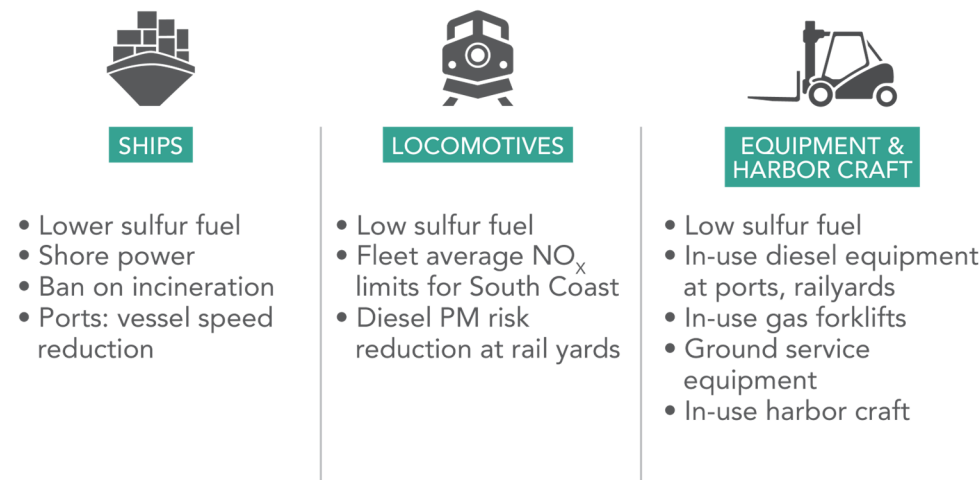 SHIPS
• Lower sulfur fuel
• Shore power
• Ban on incineration
• Ports: vessel speed
reduction
LOCOMOTIVES
• Low sulfur fuel
• Fleet average NOX
limits for South Coast
• Diesel PM risk
reduction at rail yards
EQUIPMENT &
HARBOR CRAFT
• Low sulfur fuel
• In-use diesel equipment
at ports, railyards
• In-use gas forklifts
• Ground service
equipment
• In-use harbor craft